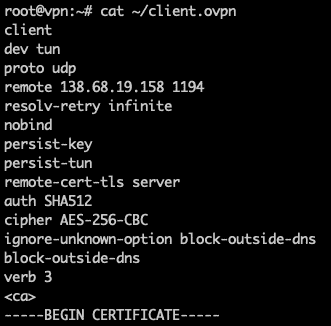 root@vpn:~# cat ~/client.ovpn
client
dev tun
proto udp
remote 138.68.19.158 1194
resolv-retry infinite
nobind
persist-key
persist-tun
remote-cert-tls server
auth SHA512
cipher AES-256-CBC
ignore-unknown-option block-outside-dns
block-outside-dns
verb 3
<ca>
-----BEGIN CERTIFICATE-----